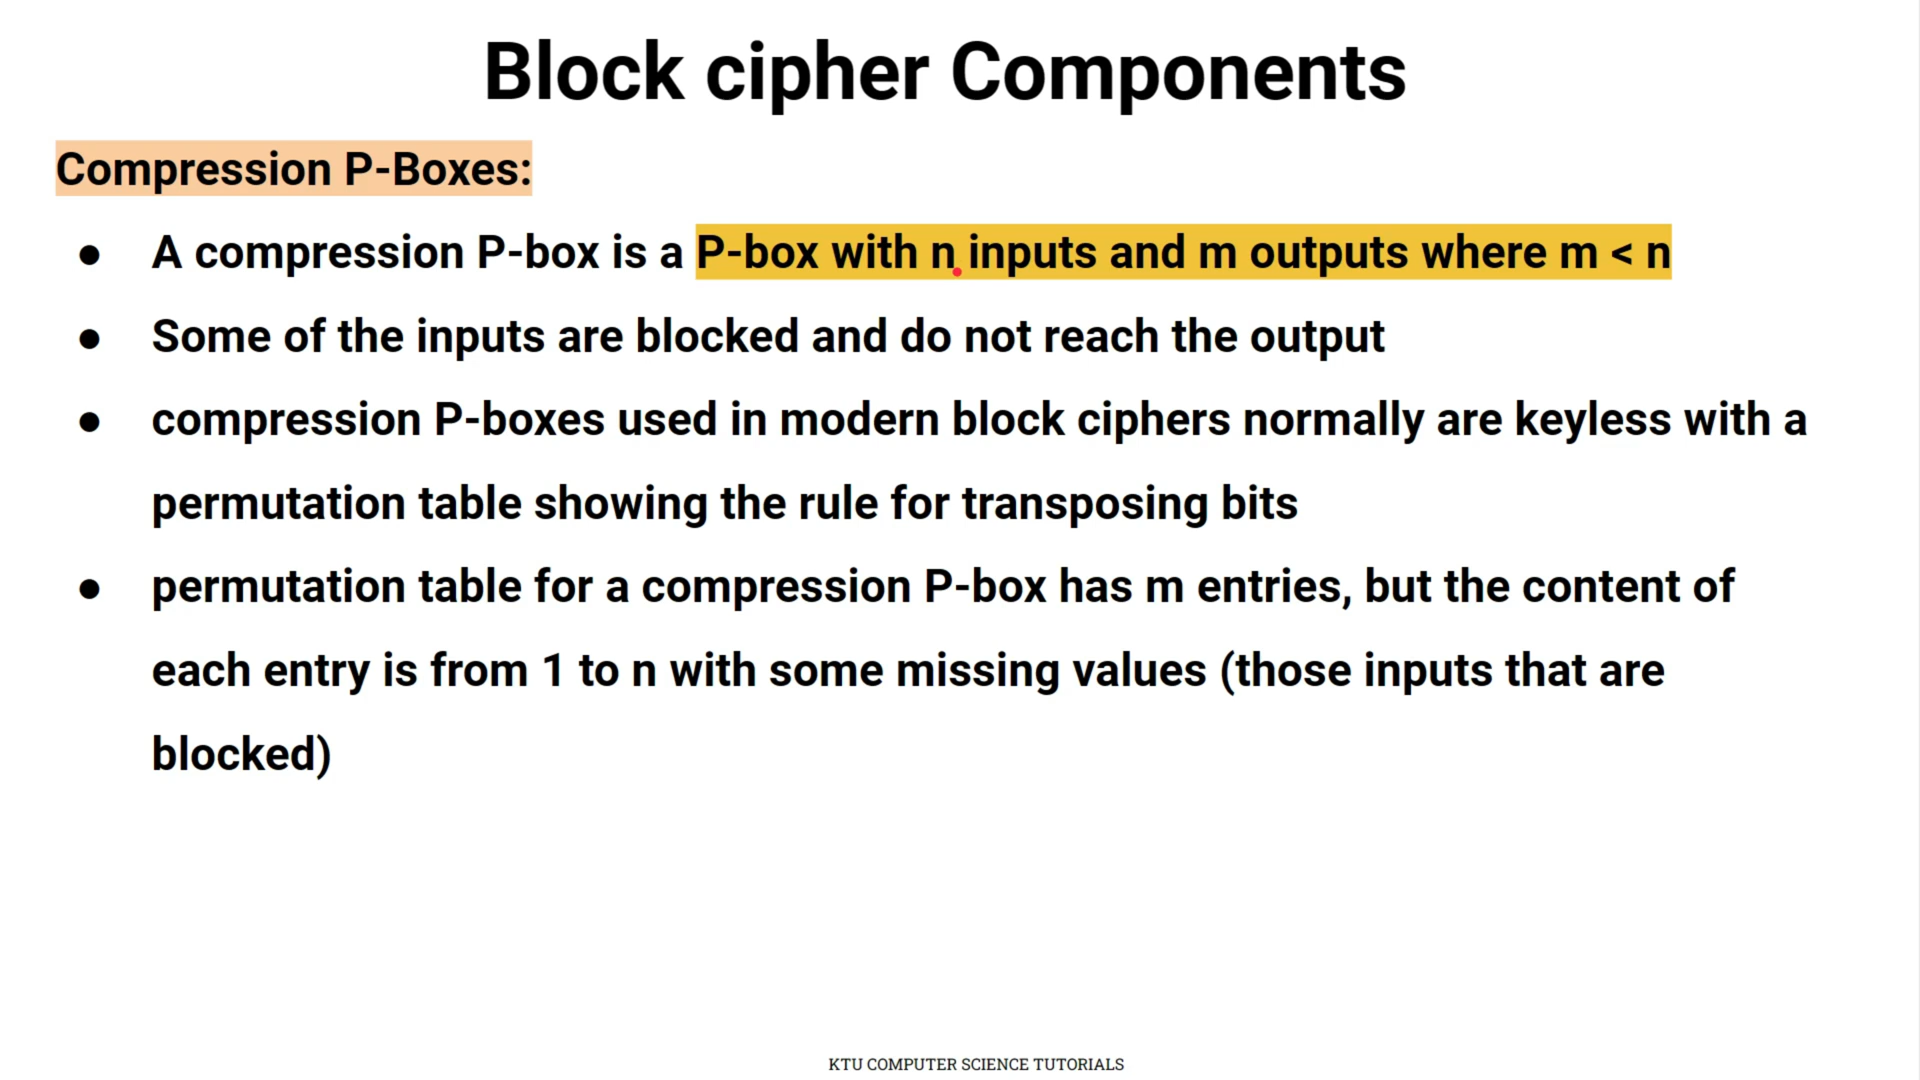 Block cipher Components
Compression P-Boxes:
● A compression P-box is a P-box with n inputs and m outputs where m < n
● Some of the inputs are blocked and do not reach the output
● compression P-boxes used in modern block ciphers normally are keyless with a
permutation table showing the rule for transposing bits
● permutation table for a compression P-box has m entries, but the content of
each entry is from 1 to n with some missing values (those inputs that are
blocked)
KTU COMPUTER SCIENCE TUTORIALS